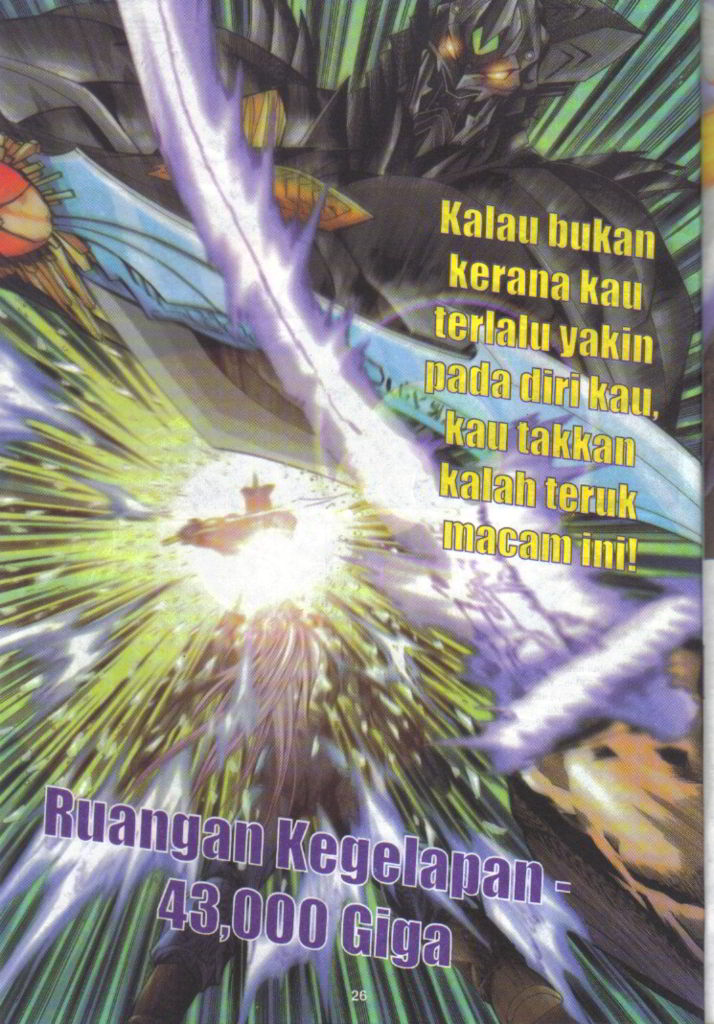 Kalau bukan
kerana kau
terlalu yakin
pada diri kau,
kau takkan
kalah teruk
macam ini!
Ruangan Kegelapan -
43,000 Giga
26